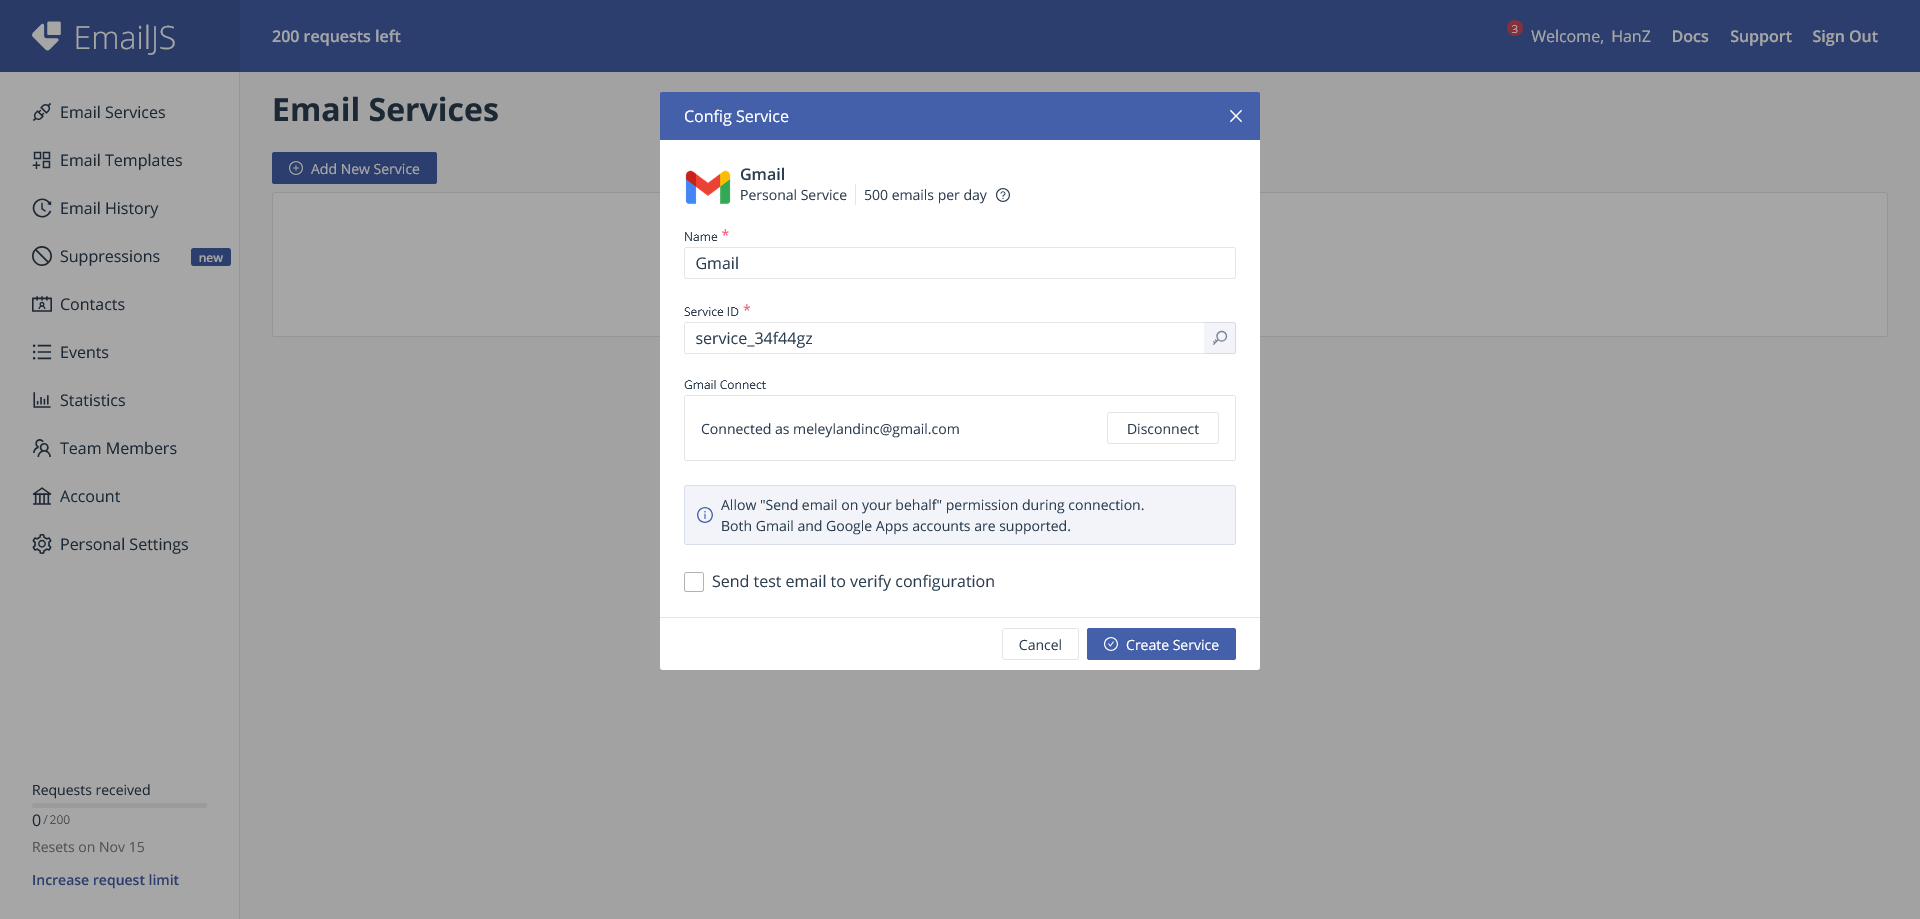 EmailJS
200 requests left
3
Welcome, HanZ
Docs
Support
Sign Out
Email Services
Email Templates
Email History
Suppressions
new
Contacts
Events
Statistics
Team Members
Account
Personal Settings
Requests received
0 / 200
Resets on Nov 15
Increase request limit
Email Services
Add New Service
Config Service
Gmail
Personal Service
500 emails per day
Name *
Gmail
Service ID *
service_34f44gz
Gmail Connect
Connected as meleylandinc@gmail.com
Disconnect
Allow "Send email on your behalf" permission during connection.
Both Gmail and Google Apps accounts are supported.
Send test email to verify configuration
Cancel
Create Service